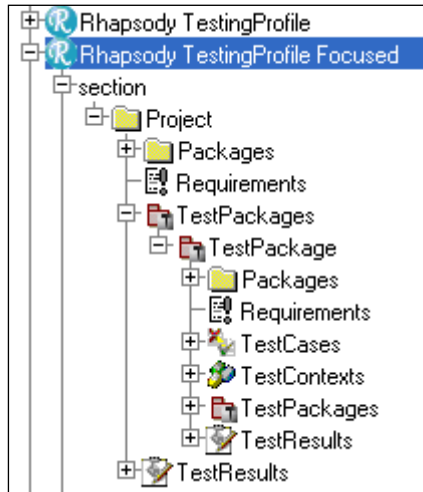 Rhapsody TestingProfile
Rhapsody TestingProfile Focused
section
Project
Packages
Requirements
TestPackages
TestPackage
Packages
Requirements
TestCases
TestContexts
TestPackages
TestResults
TestResults